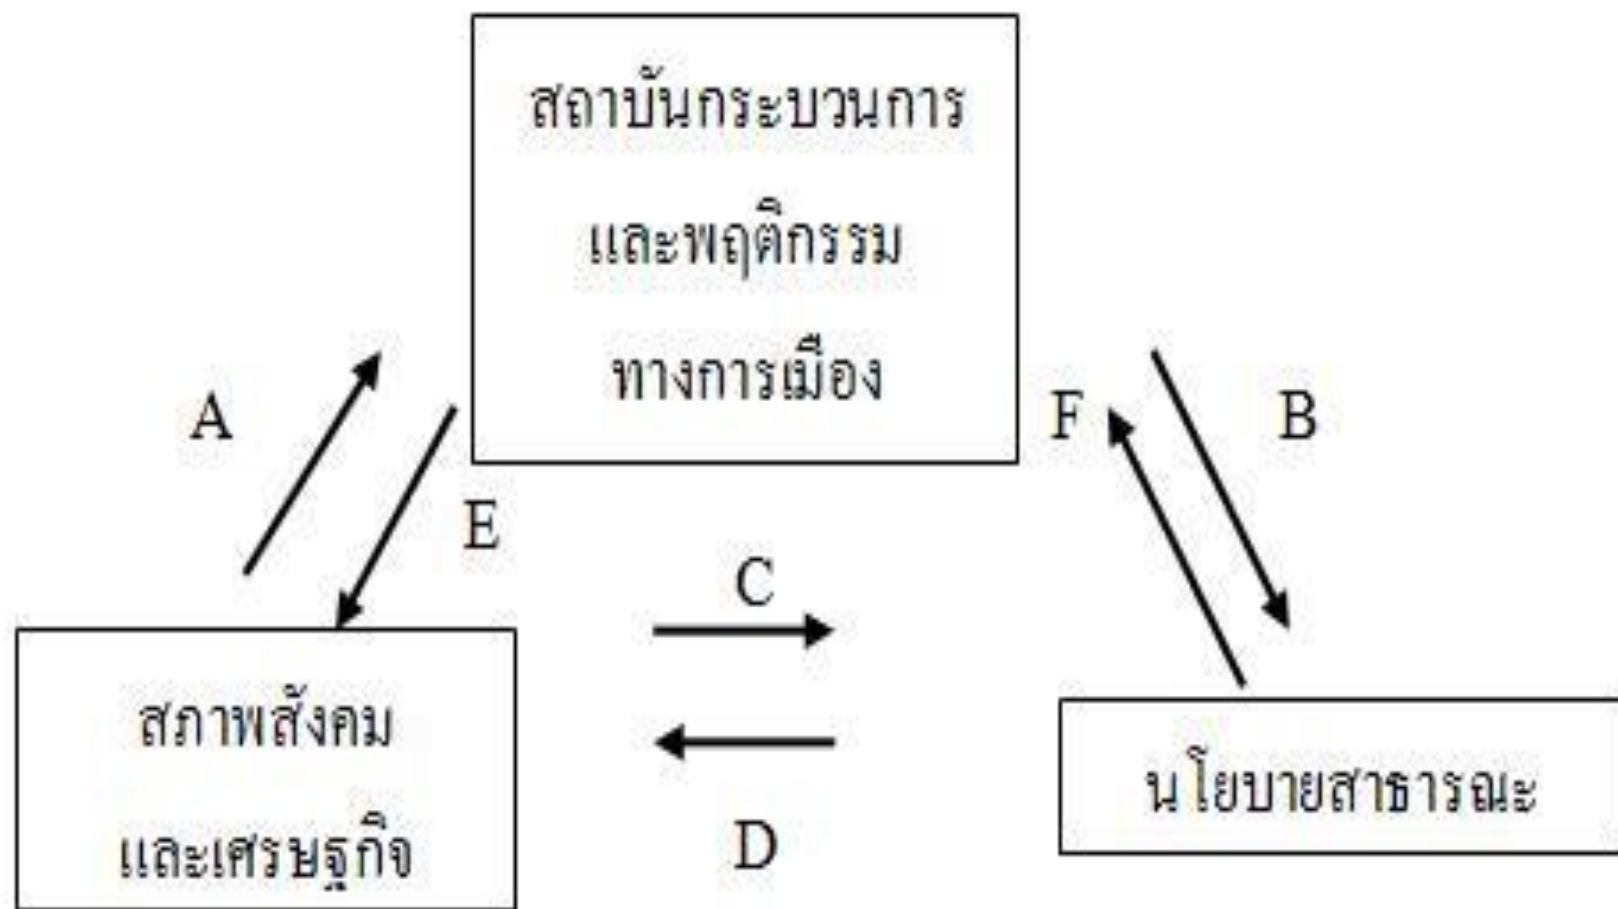 สถาบันกระบวนการ
และพฤติกรรม
ทางการเมือง
A
E
F
B
C
D
สภาพสังคม
และเศรษฐกิจ
นโยบายสาธารณะ